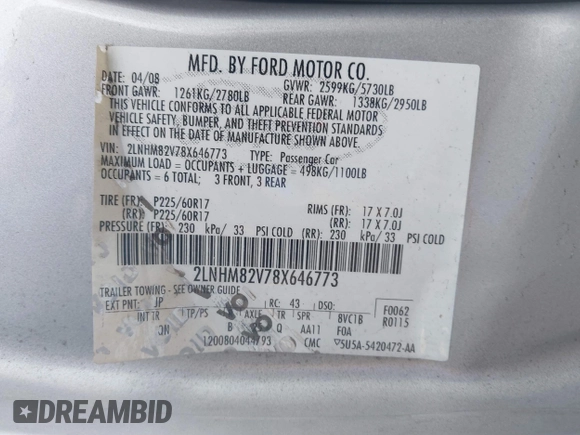 MFD. BY FORD MOTOR CO.
DATE: 04/08 GVWR: 2599KG/5730LB
FRONT GAWR: 1261KG/2780LB REAR GAWR: 1338KG/2950LB
THIS VEHICLE CONFORMS TO ALL APPLICABLE FEDERAL MOTOR
VEHICLE SAFETY, BUMPER, AND THEFT PREVENTION STANDARDS
IN EFFECT ON THE DATE OF MANUFACTURE SHOWN ABOVE.
VIN: 2LNHM82V78X646773 TYPE: Passenger Car
MAXIMUM LOAD = OCCUPANTS + LUGGAGE = 498KG/1100LB
OCCUPANTS = 6 TOTAL; 3 FRONT, 3 REAR
TIRE (FR): P225/60R17 RIMS (FR): 17 X 7.0J
(RR): P225/60R17 (RR): 17 X 7.0J
PRESSURE (FR): 230 kPa/ 33 PSI COLD (RR): 230 kPa/ 33 PSI COLD
2LNHM82V78X646773
TRAILER TOWING - SEE OWNER GUIDE
EXT PNT: JP RC: 43 DSO: F0062
INT TR TP/PS AXLE TR SPR 8VC1B R0115
ON B Q AA11 F0A
1200804044793 CMC 5U5A-5420472-AA
VO
VO
DREAMBID